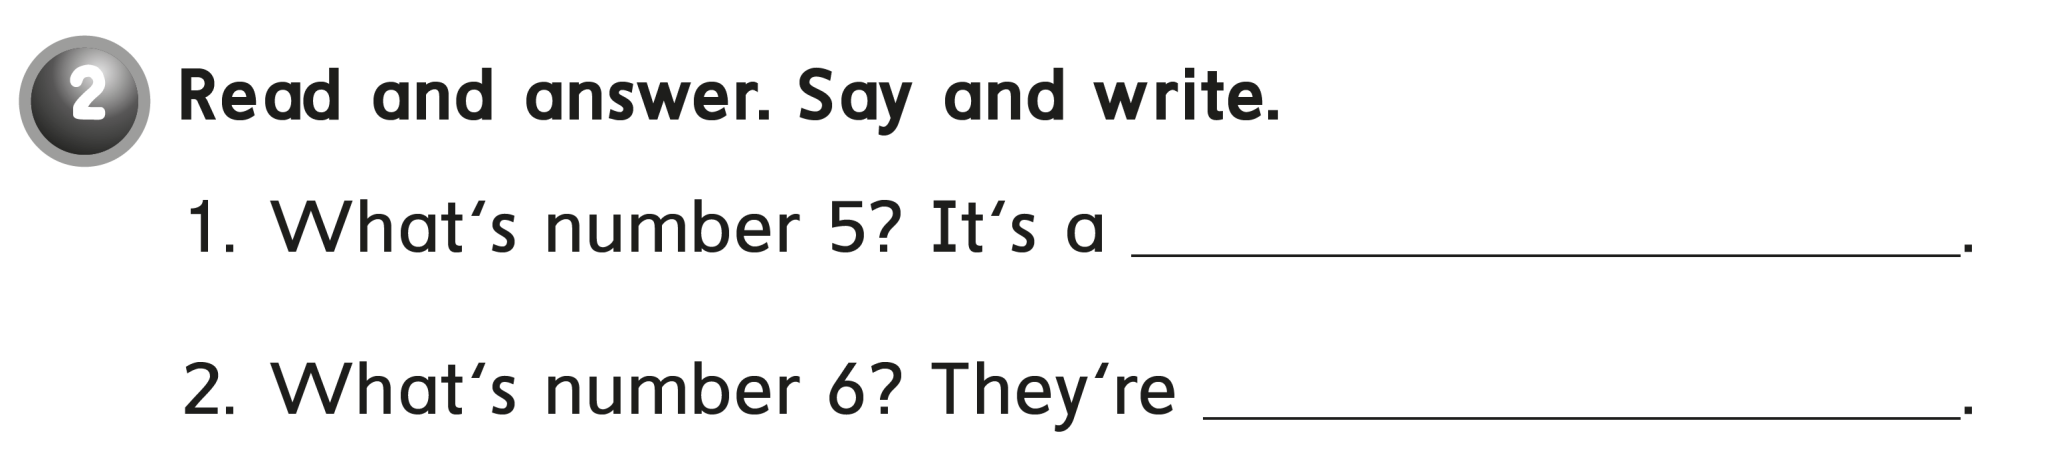 2 Read and answer. Say and write.
1. What‘s number 5? It‘s a ______________________.
2. What‘s number 6? They‘re ____________________.